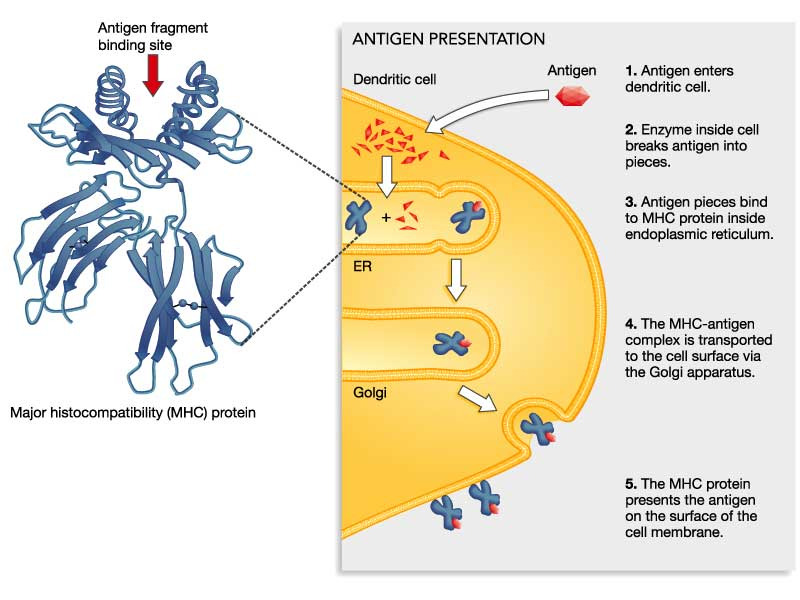 Antigen fragment
binding site
Major histocompatibility (MHC) protein
ANTIGEN PRESENTATION
Dendritic cell
Antigen
+
ER
Golgi
1. Antigen enters
dendritic cell.
2. Enzyme inside cell
breaks antigen into
pieces.
3. Antigen pieces bind
to MHC protein inside
endoplasmic reticulum.
4. The MHC-antigen
complex is transported
to the cell surface via
the Golgi apparatus.
5. The MHC protein
presents the antigen
on the surface of the
cell membrane.